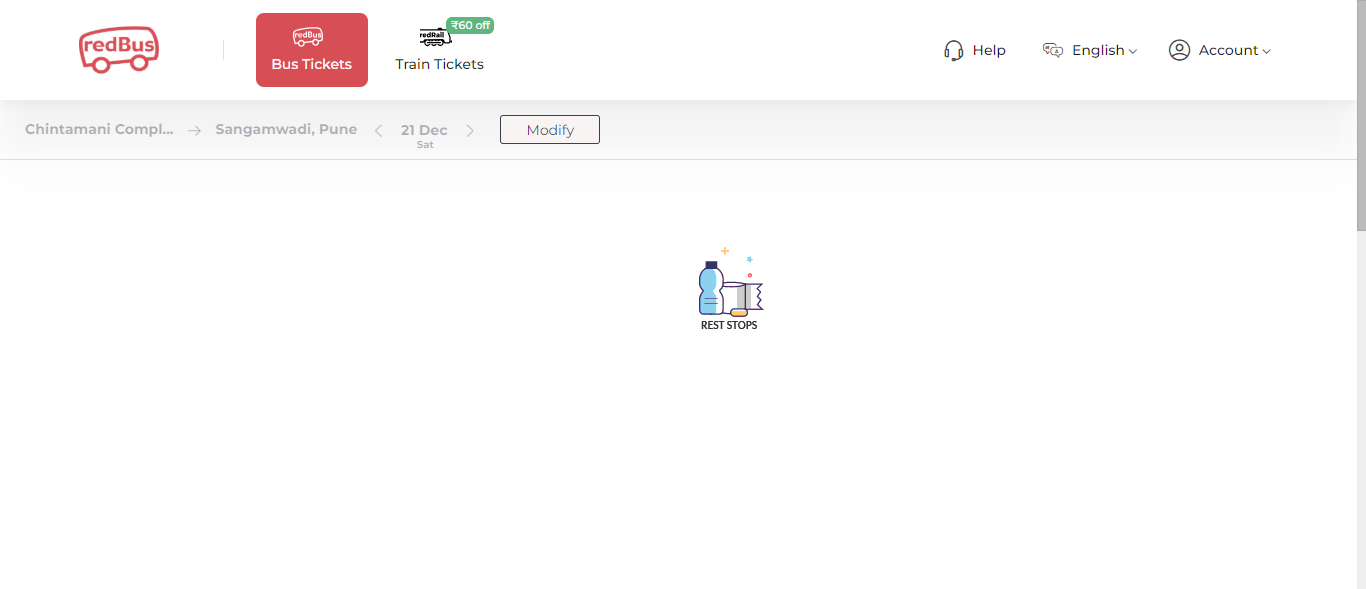 redBus
redBus
Bus Tickets
redRail
₹60 off
Train Tickets
Help
English
Account
Chintamani Compl...
Sangamwadi, Pune
21 Dec
Sat
Modify
REST STOPS